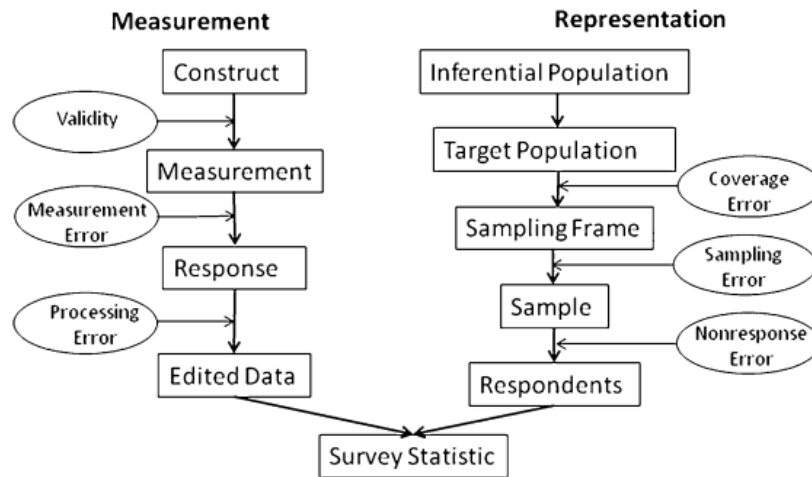 Measurement
Construct
Validity
Measurement
Measurement
Error
Response
Processing
Error
Edited Data
Representation
Inferential Population
Target Population
Coverage
Error
Sampling Frame
Sampling
Error
Sample
Nonresponse
Error
Respondents
Survey Statistic